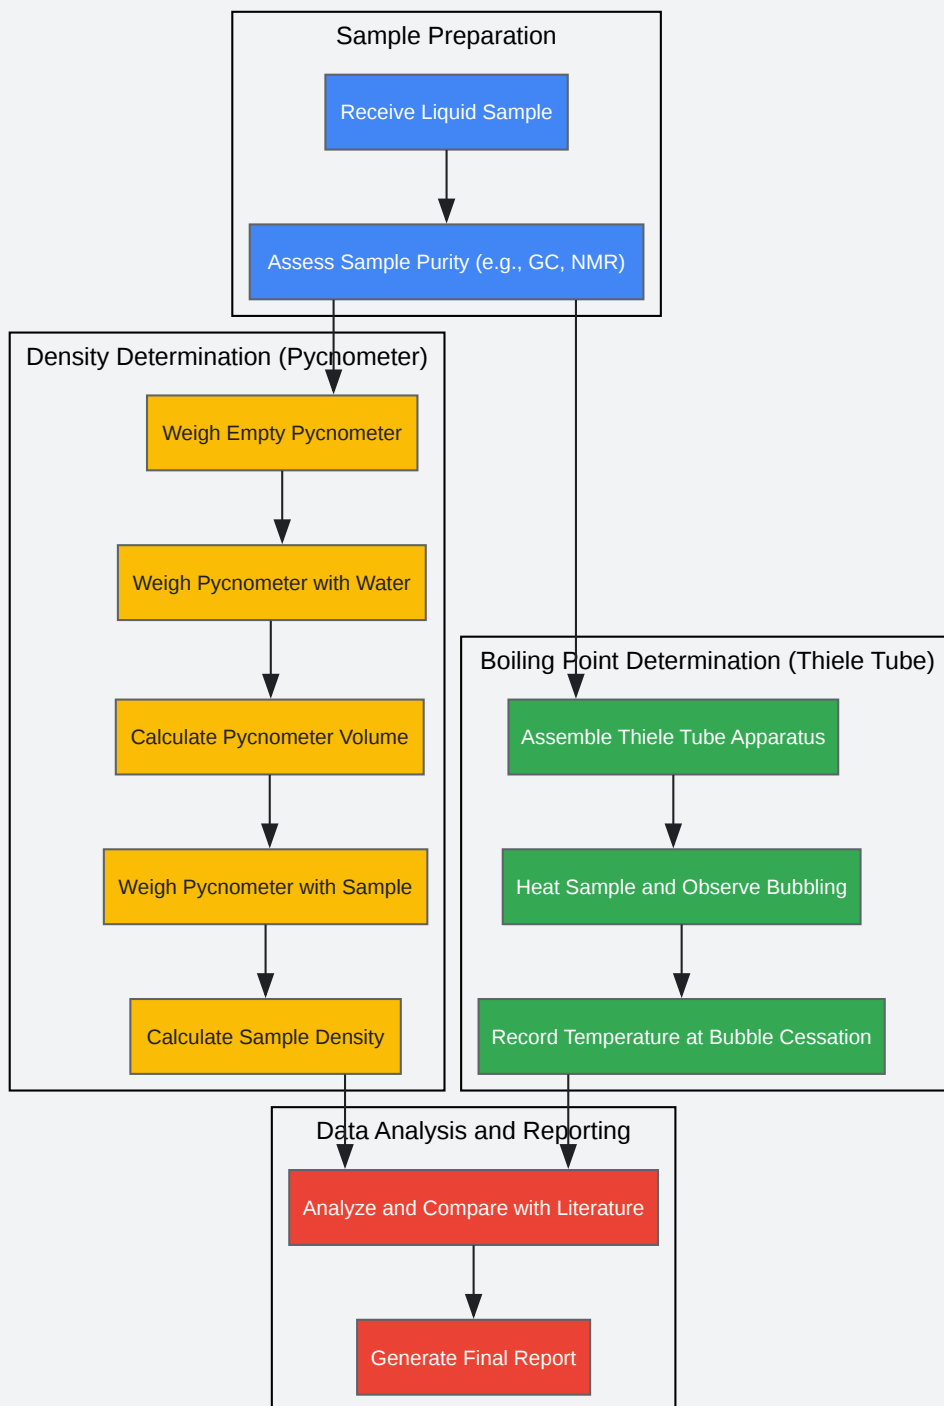 Sample Preparation
Receive Liquid Sample
Assess Sample Purity (e.g., GC, NMR)
Density Determination (Pycnometer)
Weigh Empty Pycnometer
Weigh Pycnometer with Water
Calculate Pycnometer Volume
Weigh Pycnometer with Sample
Calculate Sample Density
Boiling Point Determination (Thiele Tube)
Assemble Thiele Tube Apparatus
Heat Sample and Observe Bubbling
Record Temperature at Bubble Cessation
Data Analysis and Reporting
Analyze and Compare with Literature
Generate Final Report